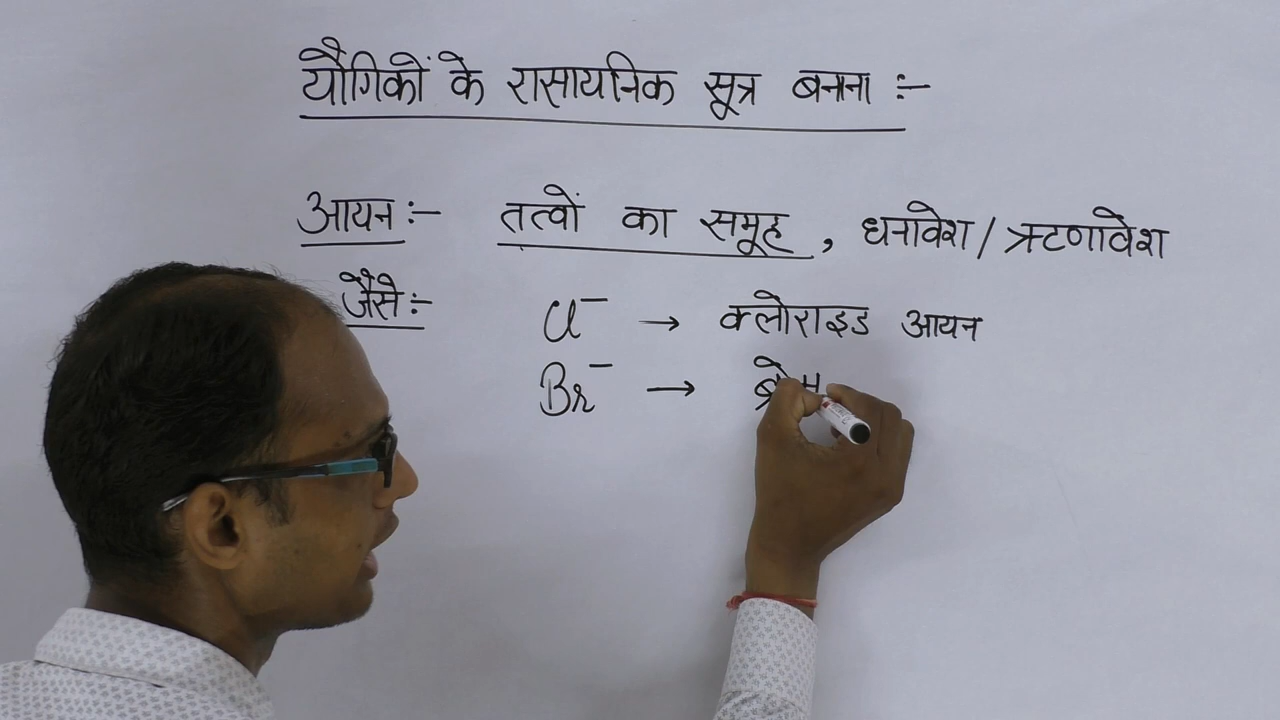 यौगिकों के रासायनिक सूत्र बनाना :-
आयन :- तत्वों का समूह , धनावेश / ऋणावेश
जैसे :- Cl⁻ → क्लोराइड आयन
Br⁻ →